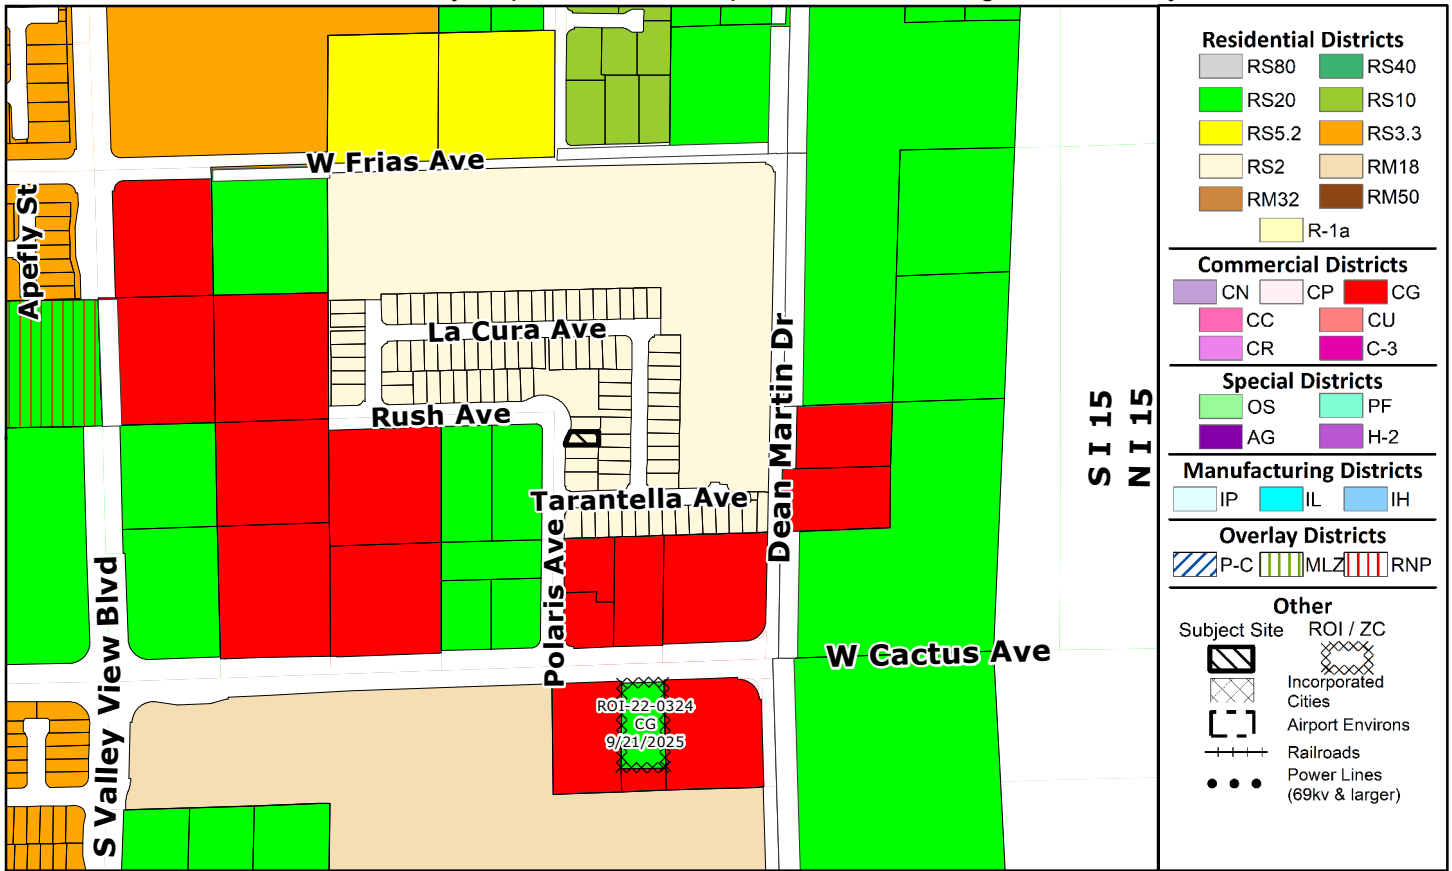 W Frias Ave
Apefly St
La Cura Ave
Rush Ave
Dean Martin Dr
S I 15
N I 15
Tarantella Ave
Polaris Ave
S Valley View Blvd
W Cactus Ave
ROI-22-0324
CG
9/21/2025
Residential Districts
RS80 RS40
RS20 RS10
RS5.2 RS3.3
RS2 RM18
RM32 RM50
R-1a
Commercial Districts
CN CP CG
CC CU
CR C-3
Special Districts
OS PF
AG H-2
Manufacturing Districts
IP IL IH
Overlay Districts
P-C MLZ RNP
Other
Subject Site ROI / ZC
Incorporated
Cities
Airport Environs
Railroads
Power Lines
(69kv & larger)